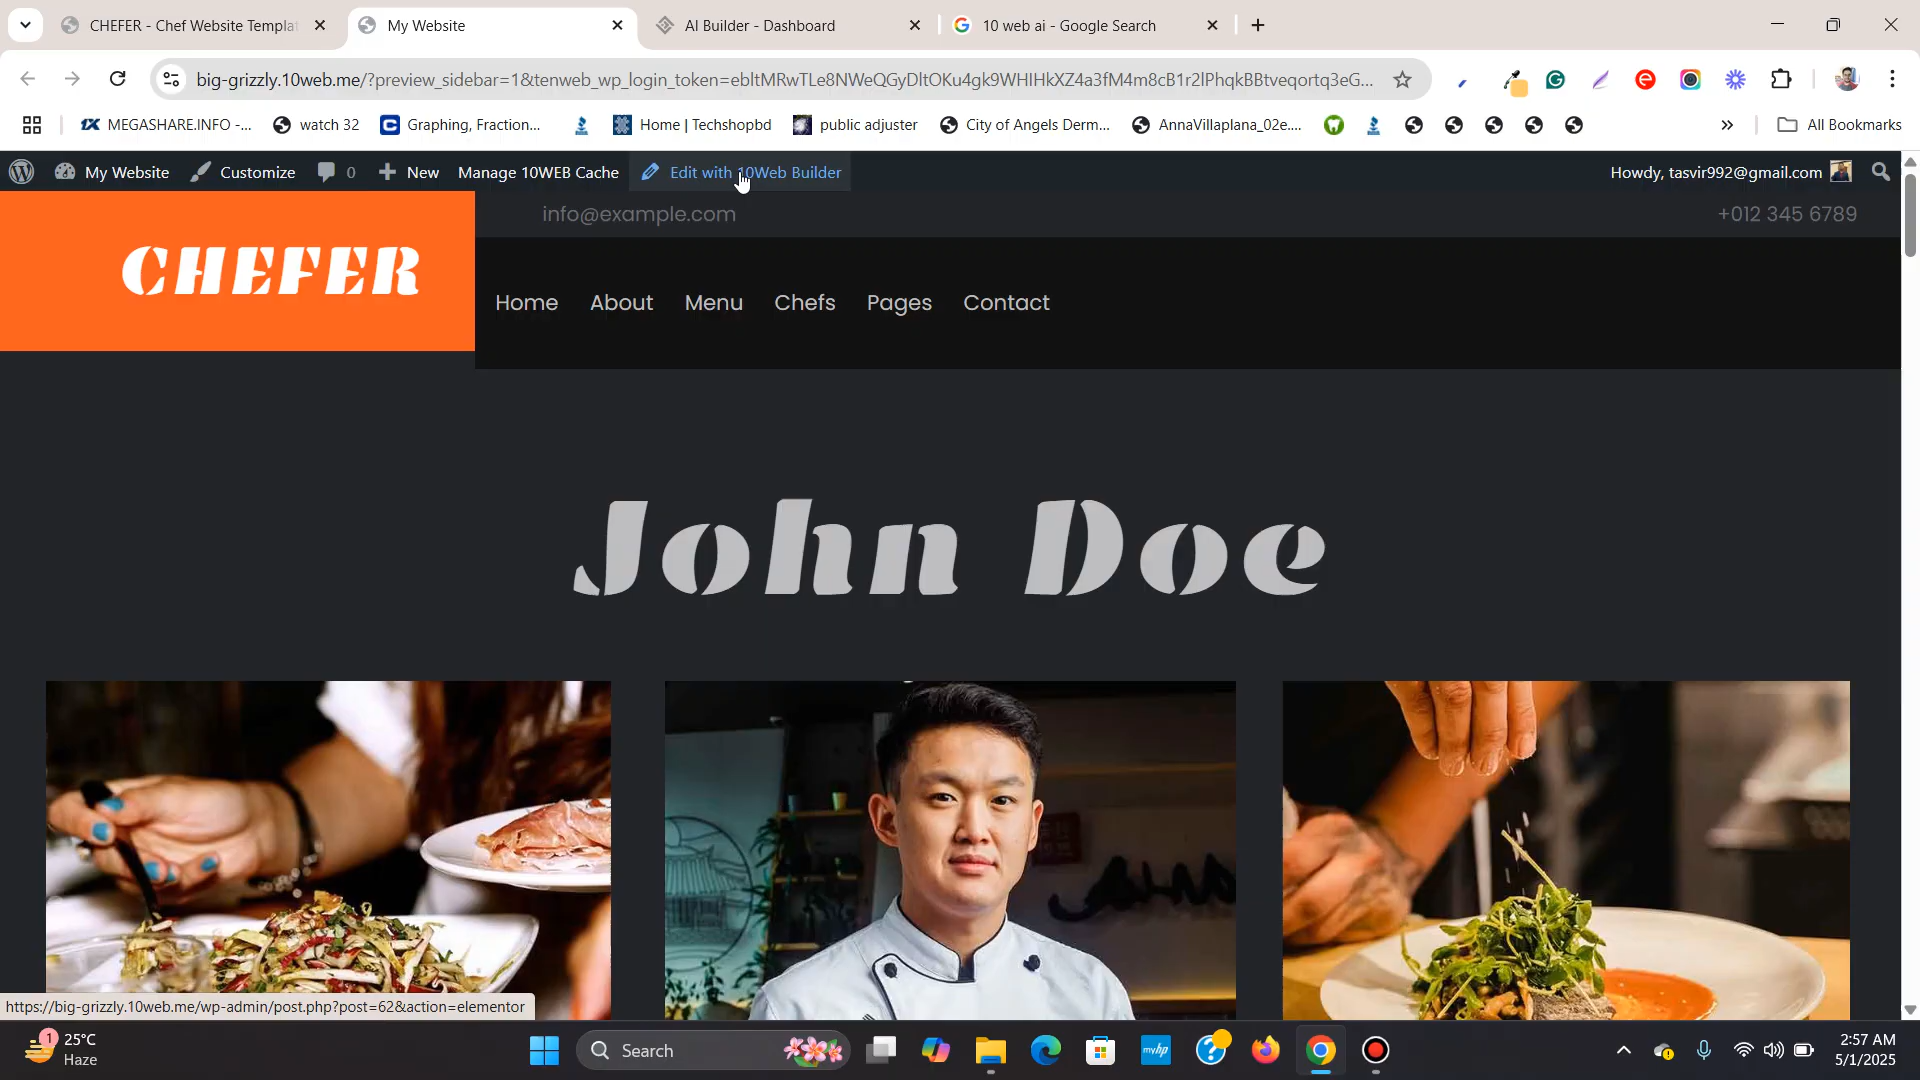 CHEFER - Chef Website Templat
My Website
AI Builder - Dashboard
10 web ai - Google Search
big-grizzly.10web.me/?preview_sidebar=1&tenweb_wp_login_token=ebltMRwTLe8NWeQGyDltOKu4gk9WHIHkXZ4a3fM4m8cB1r2lPhqkBBtveqortq3eG...
MEGASHARE.INFO -...
watch 32
Graphing, Fraction...
Home | Techshopbd
public adjuster
City of Angels Derm...
AnnaVillaplana_02e....
All Bookmarks
My Website
Customize
0
New
Manage 10WEB Cache
Edit with 10Web Builder
Howdy, tasvir992@gmail.com
info@example.com
+012 345 6789
CHEFER
Home
About
Menu
Chefs
Pages
Contact
John Doe
https://big-grizzly.10web.me/wp-admin/post.php?post=62&action=elementor
1
25°C
Haze
Search
myhp
2:57 AM
5/1/2025